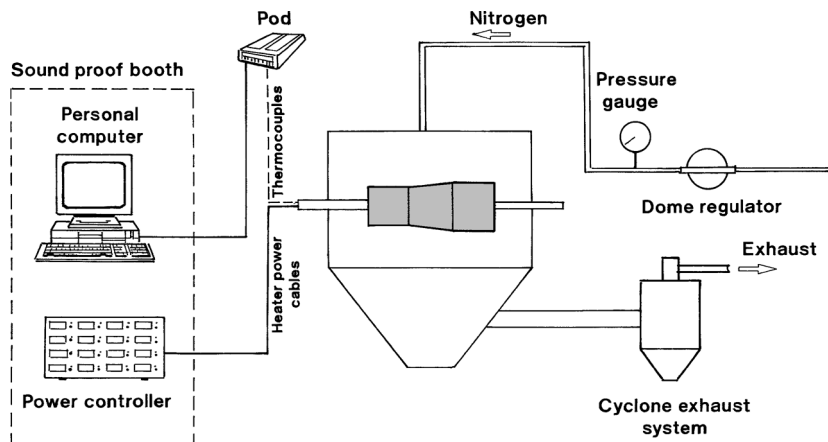 Pod
Nitrogen
Sound proof booth
Pressure
gauge
Personal
computer
Thermocouples
Dome regulator
Exhaust
Heater power
cables
Power controller
Cyclone exhaust
system